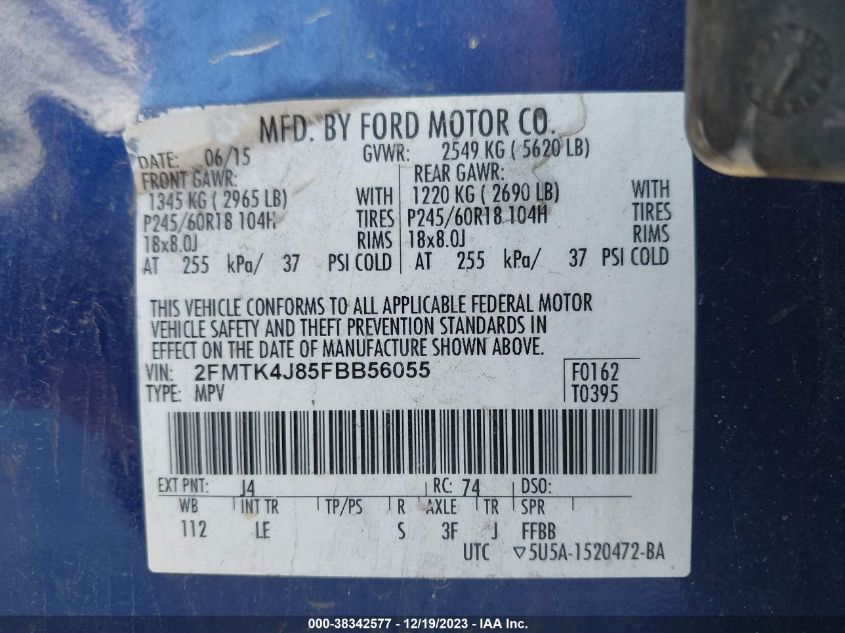 MFD. BY FORD MOTOR CO.
DATE: 06/15 GVWR: 2549 KG ( 5620 LB)
FRONT GAWR: REAR GAWR:
1345 KG ( 2965 LB) WITH 1220 KG ( 2690 LB) WITH
P245/60R18 104H TIRES P245/60R18 104H TIRES
18x8.0J RIMS 18x8.0J RIMS
AT 255 kPa/ 37 PSI COLD AT 255 kPa/ 37 PSI COLD
THIS VEHICLE CONFORMS TO ALL APPLICABLE FEDERAL MOTOR
VEHICLE SAFETY AND THEFT PREVENTION STANDARDS IN
EFFECT ON THE DATE OF MANUFACTURE SHOWN ABOVE.
VIN: 2FMTK4J85FBB56055 F0162
TYPE: MPV T0395
EXT PNT: J4 RC: 74 DSO:
WB INT TR TP/PS R AXLE TR SPR
112 LE S 3F J FFBB
UTC ▽5U5A-1520472-BA
000-38342577 - 12/19/2023 - IAA Inc.